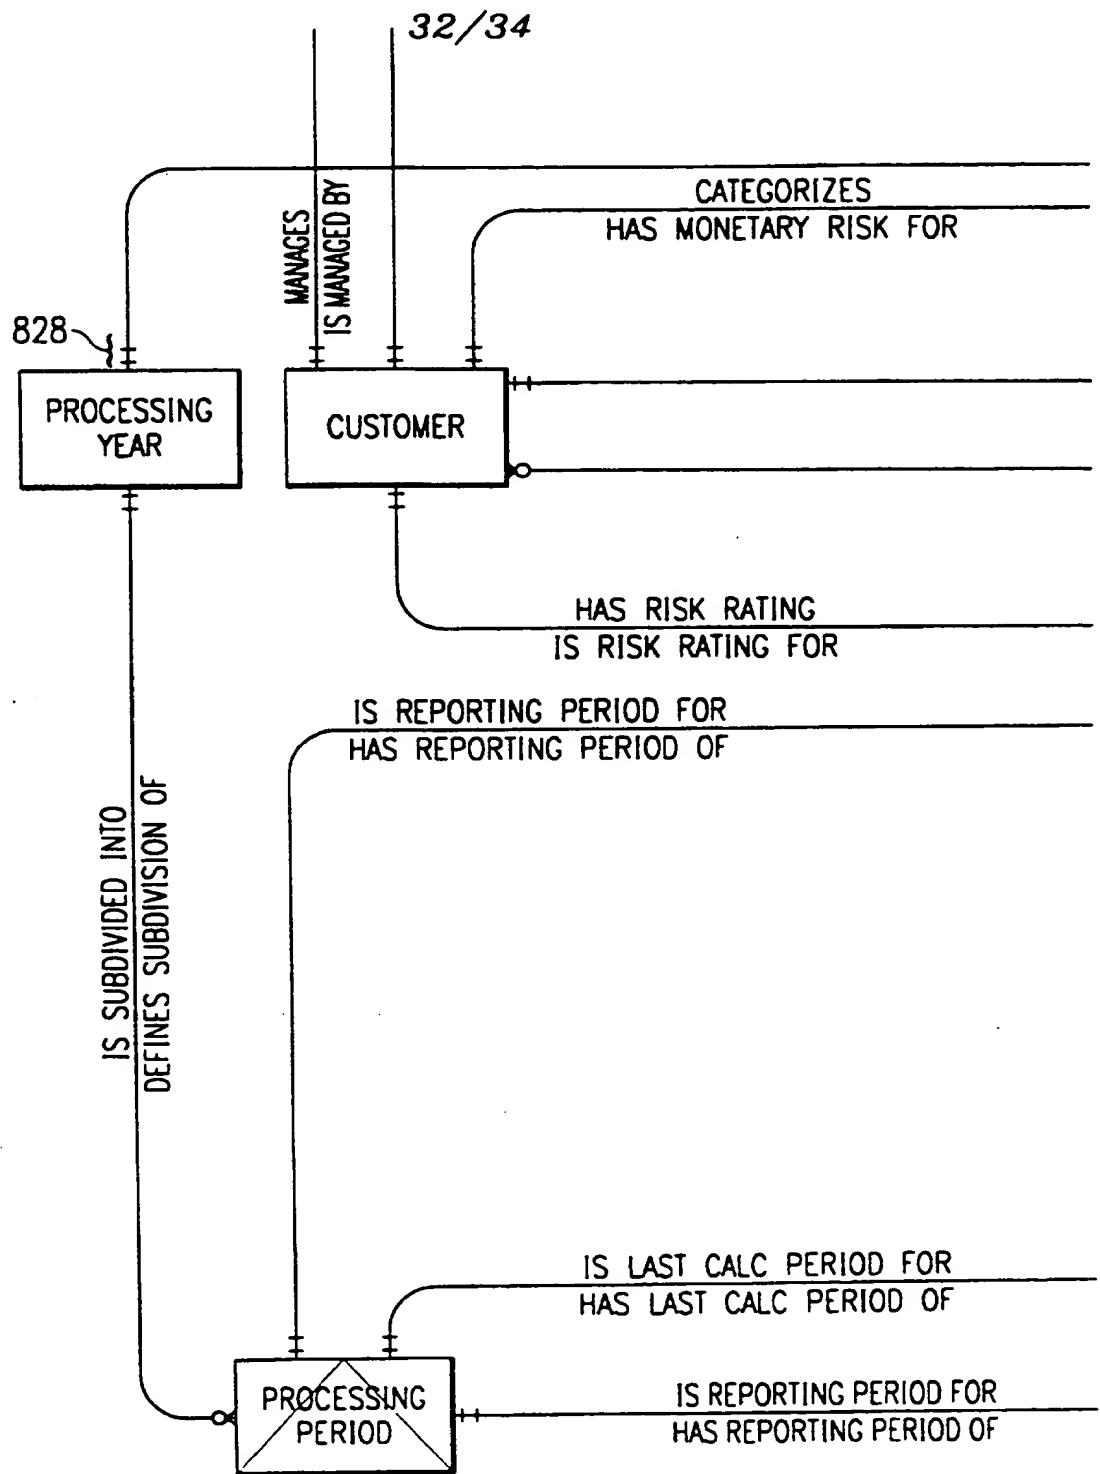 32/34
CATEGORIZES
HAS MONETARY RISK FOR
MANAGES
IS MANAGED BY
828
PROCESSING
YEAR
CUSTOMER
HAS RISK RATING
IS RISK RATING FOR
IS REPORTING PERIOD FOR
HAS REPORTING PERIOD OF
IS SUBDIVIDED INTO
DEFINES SUBDIVISION OF
IS LAST CALC PERIOD FOR
HAS LAST CALC PERIOD OF
PROCESSING
PERIOD
IS REPORTING PERIOD FOR
HAS REPORTING PERIOD OF